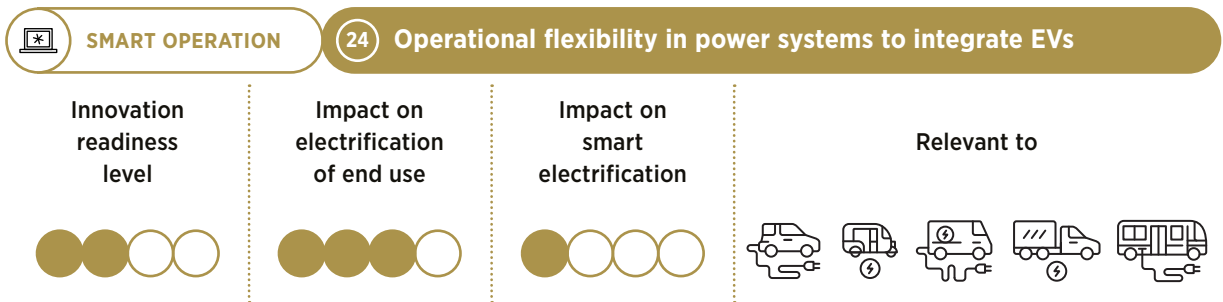 SMART OPERATION
24 Operational flexibility in power systems to integrate EVs
Innovation
readiness
level
Impact on
electrification
of end use
Impact on
smart
electrification
Relevant to